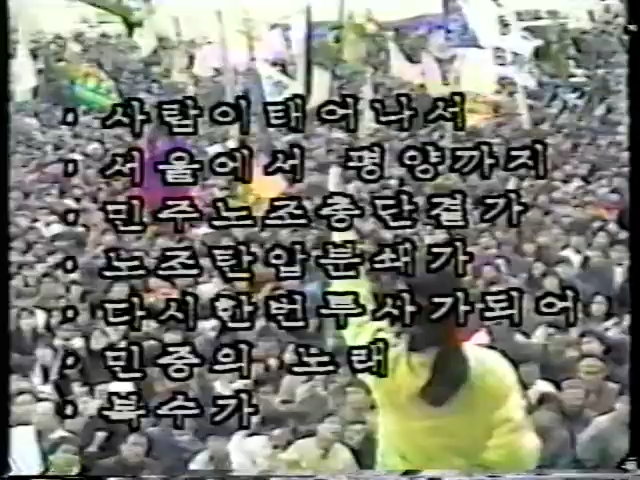 · 사람이 태어나서
· 서울에서 평양까지
· 민주노조총단결가
· 노조탄압분쇄가
· 다시한번투사가되어
· 민중의 노래
· 복수가